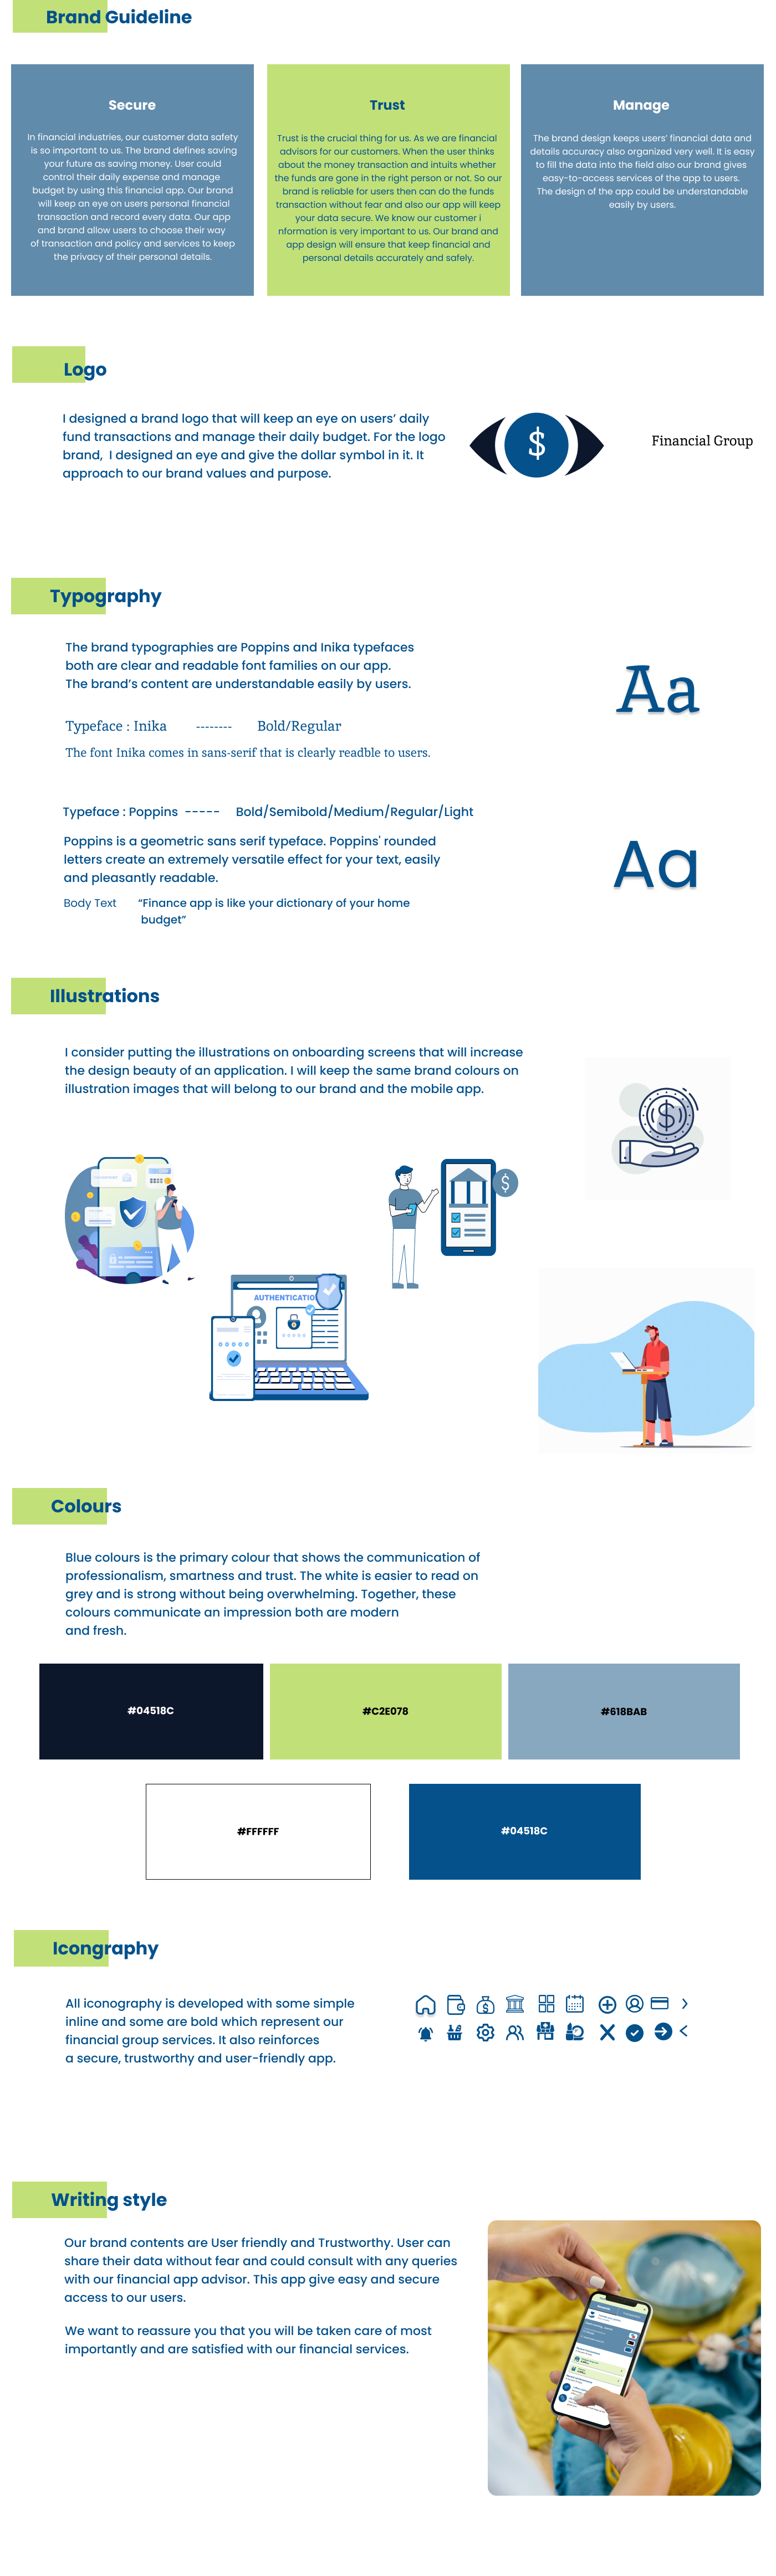 Brand Guideline
Secure
In financial industries, our customer data safety
is so important to us. The brand defines saving
your future as saving money. User could
control their daily expense and manage
budget by using this financial app. Our brand
will keep an eye on users personal financial
transaction and record every data. Our app
and brand allow users to choose their way
of transaction and policy and services to keep
the privacy of their personal details.
Trust
Trust is the crucial thing for us. As we are financial
advisors for our customers. When the user thinks
about the money transaction and intuits whether
the funds are gone in the right person or not. So our
brand is reliable for users then can do the funds
transaction without fear and also our app will keep
your data secure. We know our customer i
nformation is very important to us. Our brand and
app design will ensure that keep financial and
personal details accurately and safely.
Manage
The brand design keeps users' financial data and
details accuracy also organized very well. It is easy
to fill the data into the field also our brand gives
easy-to-access services of the app to users.
The design of the app could be understandable
easily by users.
Logo
I designed a brand logo that will keep an eye on users' daily
fund transactions and manage their daily budget. For the logo
brand, I designed an eye and give the dollar symbol in it. It
approach to our brand values and purpose.
$
Financial Group
Typography
The brand typographies are Poppins and Inika typefaces
both are clear and readable font families on our app.
The brand's content are understandable easily by users.
Aa
Typeface : Inika -------- Bold/Regular
The font Inika comes in sans-serif that is clearly readble to users.
Typeface : Poppins ----- Bold/Semibold/Medium/Regular/Light
Poppins is a geometric sans serif typeface. Poppins' rounded
letters create an extremely versatile effect for your text, easily
and pleasantly readable.
Aa
Body Text "Finance app is like your dictionary of your home
budget"
Illustrations
I consider putting the illustrations on onboarding screens that will increase
the design beauty of an application. I will keep the same brand colours on
illustration images that will belong to our brand and the mobile app.
$
$
AUTHENTICATIO
Colours
Blue colours is the primary colour that shows the communication of
professionalism, smartness and trust. The white is easier to read on
grey and is strong without being overwhelming. Together, these
colours communicate an impression both are modern
and fresh.
#04518C
#C2E078
#618BAB
#FFFFFF
#04518C
Icongraphy
All iconography is developed with some simple
inline and some are bold which represent our
financial group services. It also reinforces
a secure, trustworthy and user-friendly app.
Writing style
Our brand contents are User friendly and Trustworthy. User can
share their data without fear and could consult with any queries
with our financial app advisor. This app give easy and secure
access to our users.
We want to reassure you that you will be taken care of most
importantly and are satisfied with our financial services.